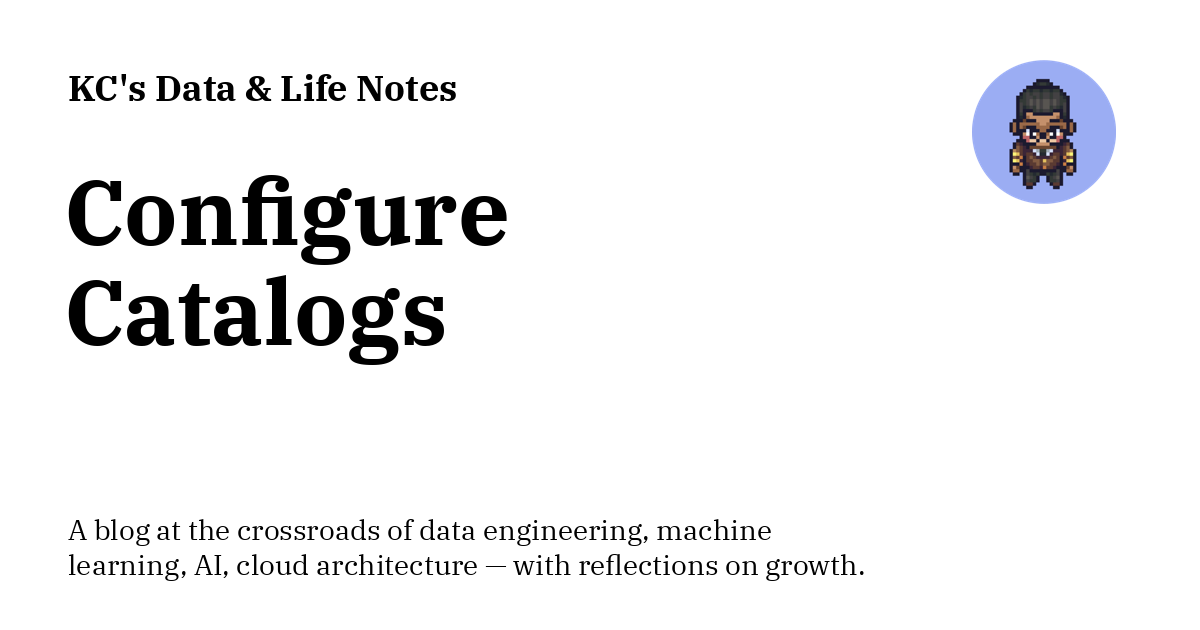 KC's Data & Life Notes
Configure
Catalogs
A blog at the crossroads of data engineering, machine
learning, AI, cloud architecture — with reflections on growth.